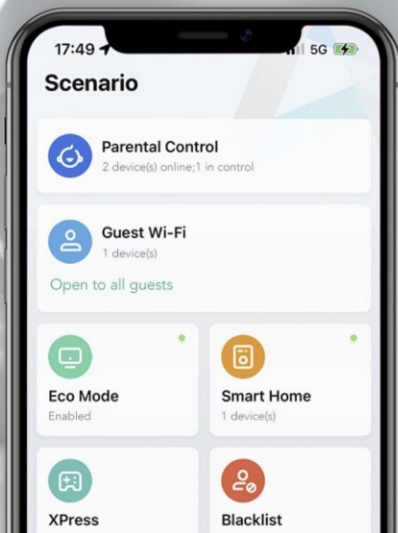 17:49 5G
Scenario
Parental Control
2 device(s) online;1 in control
Guest Wi-Fi
1 device(s)
Open to all guests
Eco Mode
Enabled
Smart Home
1 device(s)
XPress
Blacklist